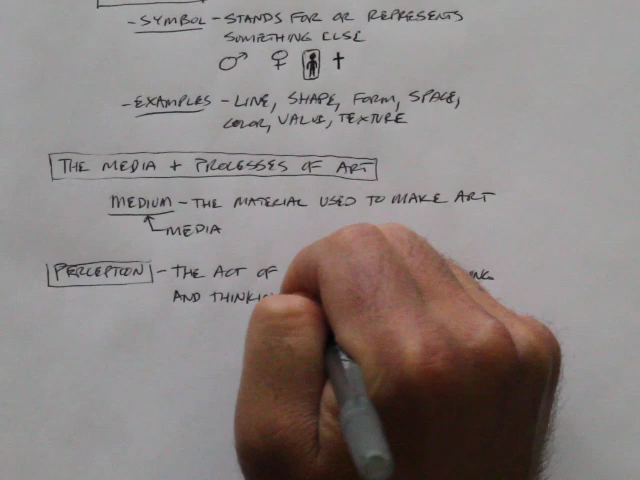 - SYMBOL - STANDS FOR OR REPRESENTS
SOMETHING ELSE
- EXAMPLES - LINE, SHAPE, FORM, SPACE,
COLOR, VALUE, TEXTURE
THE MEDIA + PROCESSES OF ART
MEDIUM - THE MATERIAL USED TO MAKE ART
MEDIA
PERCEPTION - THE ACT OF
AND